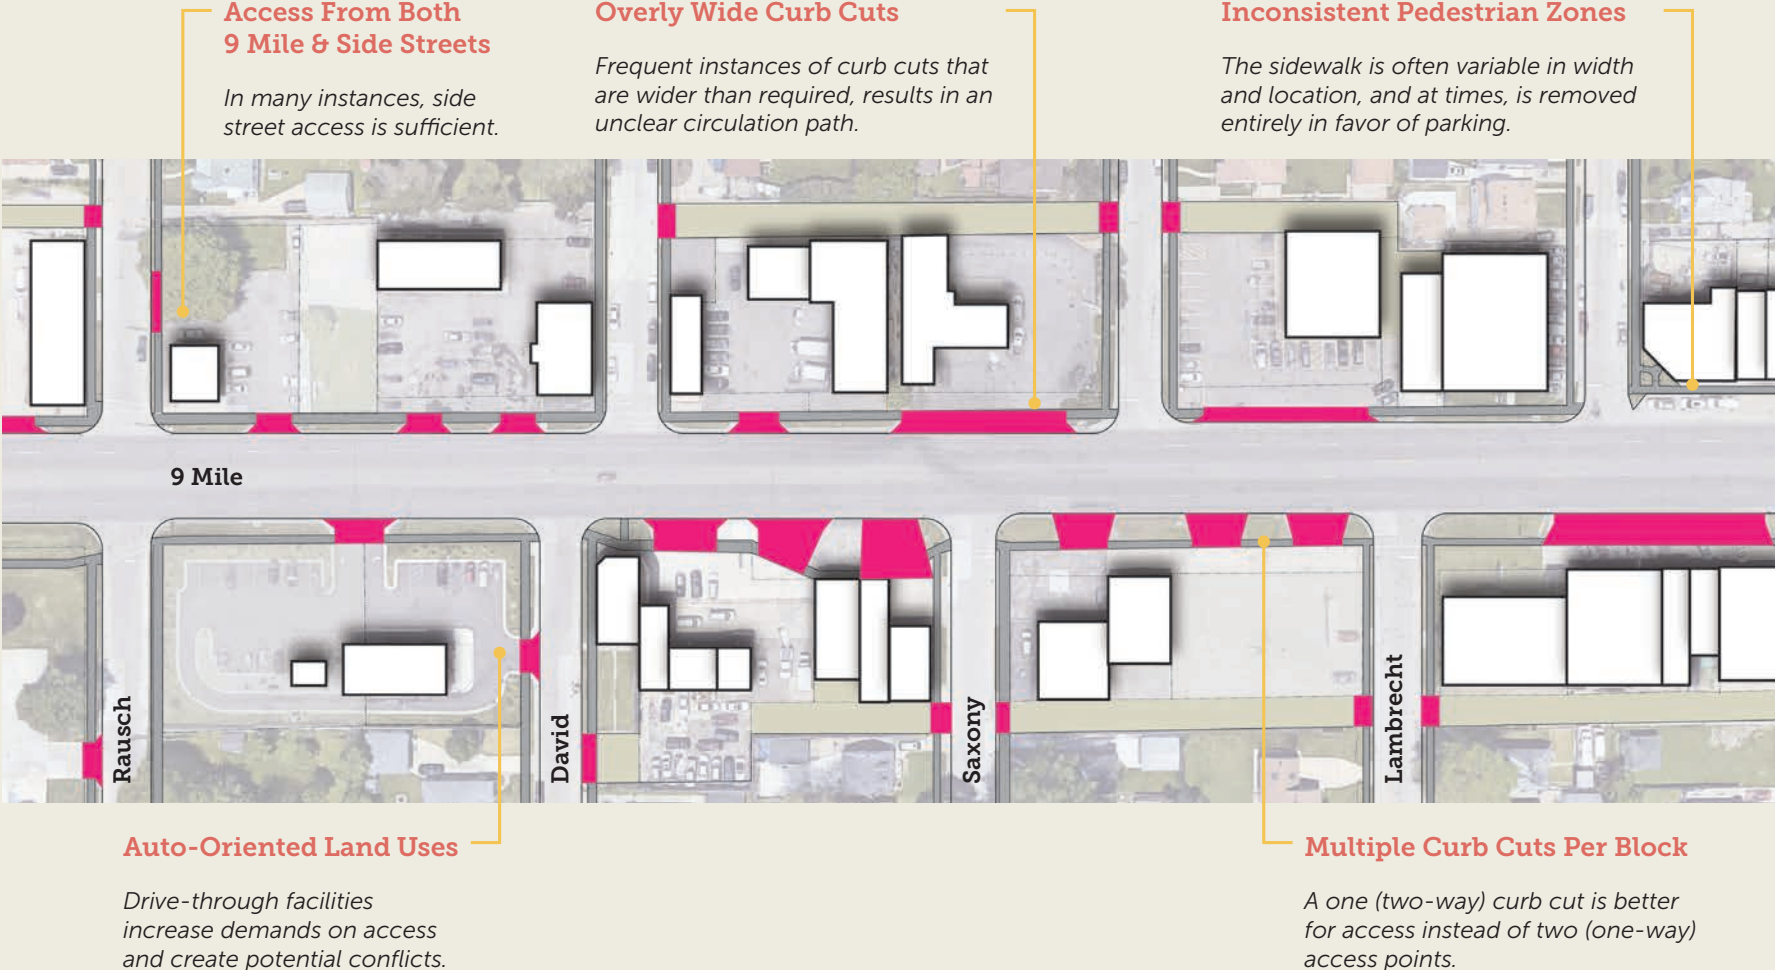 Access From Both
9 Mile & Side Streets
In many instances, side
street access is sufficient.
Overly Wide Curb Cuts
Frequent instances of curb cuts that
are wider than required, results in an
unclear circulation path.
Inconsistent Pedestrian Zones
The sidewalk is often variable in width
and location, and at times, is removed
entirely in favor of parking.
9 Mile
Rausch
David
Saxony
Lambrecht
Auto-Oriented Land Uses
Drive-through facilities
increase demands on access
and create potential conflicts.
Multiple Curb Cuts Per Block
A one (two-way) curb cut is better
for access instead of two (one-way)
access points.